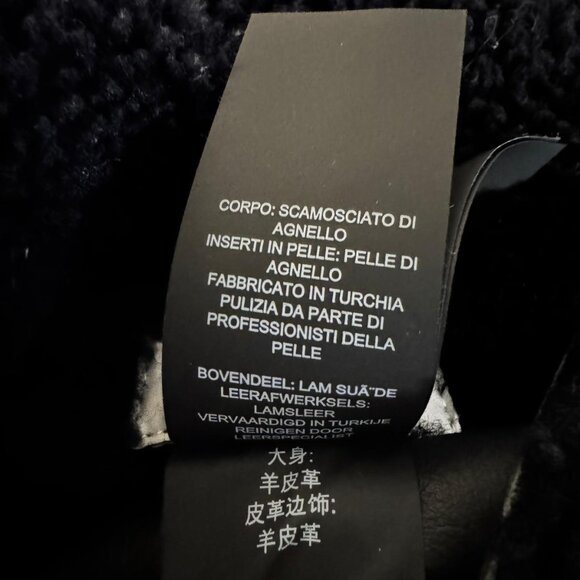 CORPO: SCAMOSCIATO DI
AGNELLO
INSERTI IN PELLE: PELLE DI
AGNELLO
FABBRICATO IN TURCHIA
PULIZIA DA PARTE DI
PROFESSIONISTI DELLA
PELLE
BOVENDEEL: LAM SUÃ¨DE
LEERAFWERKSELS:
LAMSLEER
VERVAARDIGD IN TURKIJE
REINIGEN DOOR
LEERSPECIALIST
大身:
羊皮革
皮革边饰:
羊皮革